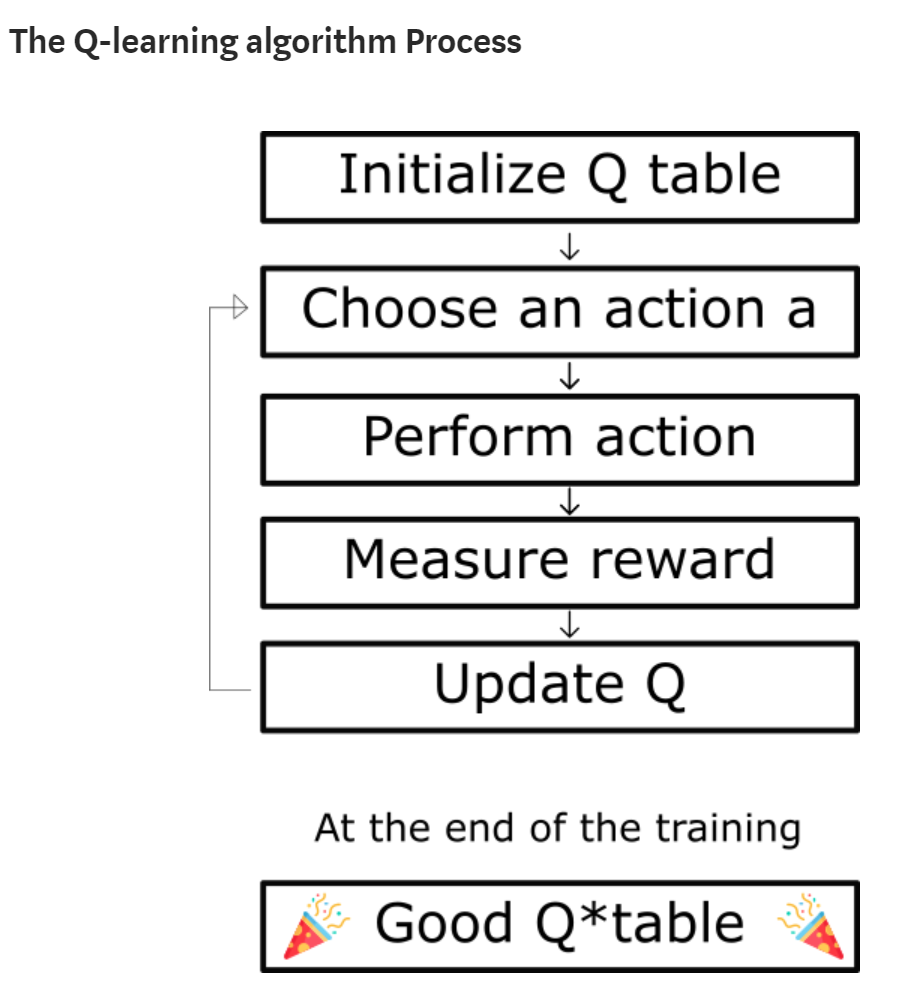 The Q-learning algorithm Process
Initialize Q table
Choose an action a
Perform action
Measure reward
Update Q
At the end of the training
Good Q*table